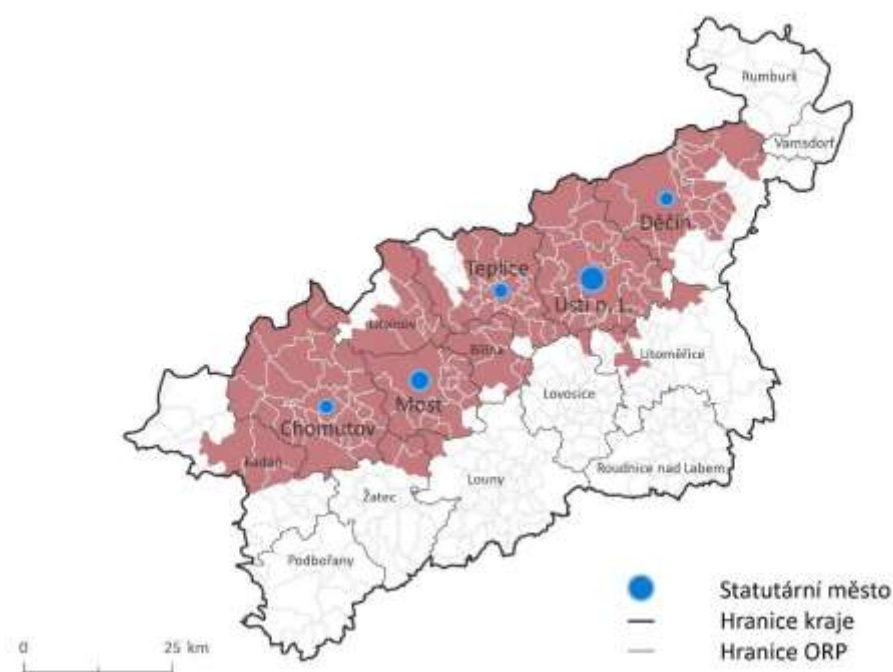 Rumburk
Varnsdorf
Děčín
Teplice
Ústí n. L.
Litvínov
Bílina
Litoměřice
Most
Lovosice
Chomutov
Kadaň
Roudnice nad Labem
Louny
Žatec
Podbořany
Statutární město
Hranice kraje
Hranice ORP
0 25 km